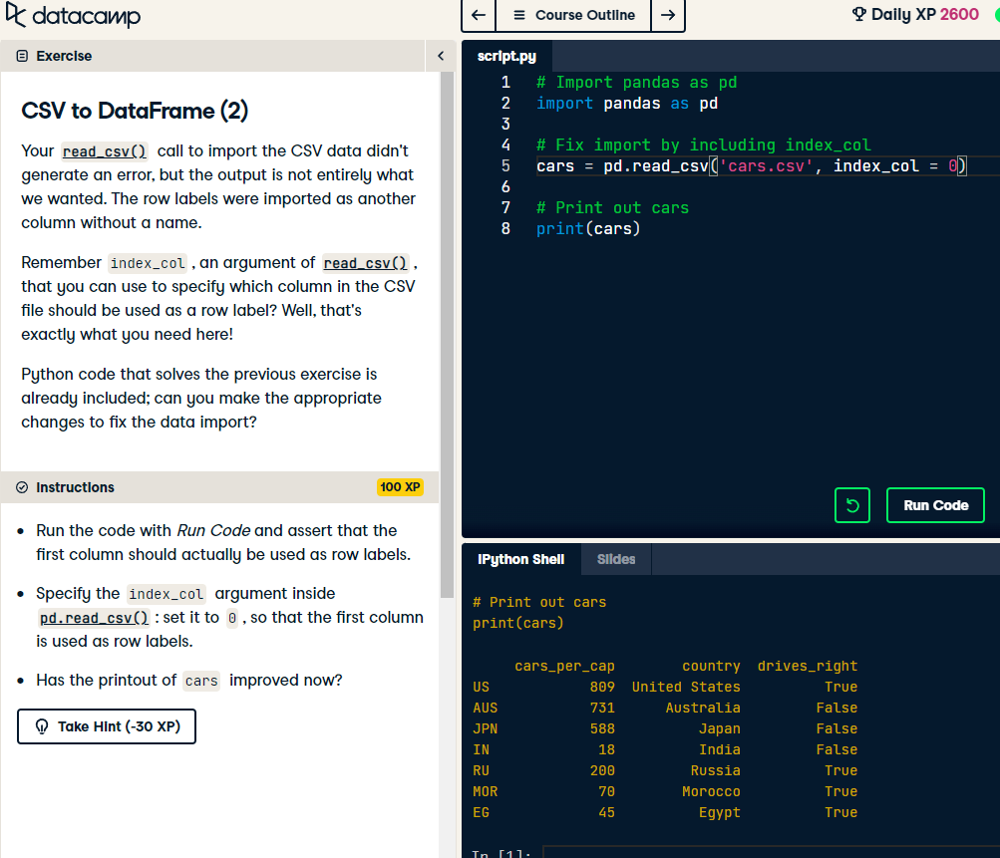 datacamp
Course Outline
Daily XP 2600
Exercise
CSV to DataFrame (2)
Your read_csv() call to import the CSV data didn't
generate an error, but the output is not entirely what
we wanted. The row labels were imported as another
column without a name.
Remember index_col , an argument of read_csv() ,
that you can use to specify which column in the CSV
file should be used as a row label? Well, that's
exactly what you need here!
Python code that solves the previous exercise is
already included; can you make the appropriate
changes to fix the data import?
Instructions
100 XP
Run the code with Run Code and assert that the
first column should actually be used as row labels.
Specify the index_col argument inside
pd.read_csv() : set it to 0 , so that the first column
is used as row labels.
Has the printout of cars improved now?
Take Hint (-30 XP)
script.py
1 # Import pandas as pd
2 import pandas as pd
3
4 # Fix import by including index_col
5 cars = pd.read_csv('cars.csv', index_col = 0)
6
7 # Print out cars
8 print(cars)
Run Code
IPython Shell
Slides
# Print out cars
print(cars)
cars_per_cap country drives_right
US 809 United States True
AUS 731 Australia False
JPN 588 Japan False
IN 18 India False
RU 200 Russia True
MOR 70 Morocco True
EG 45 Egypt True
In [1]: